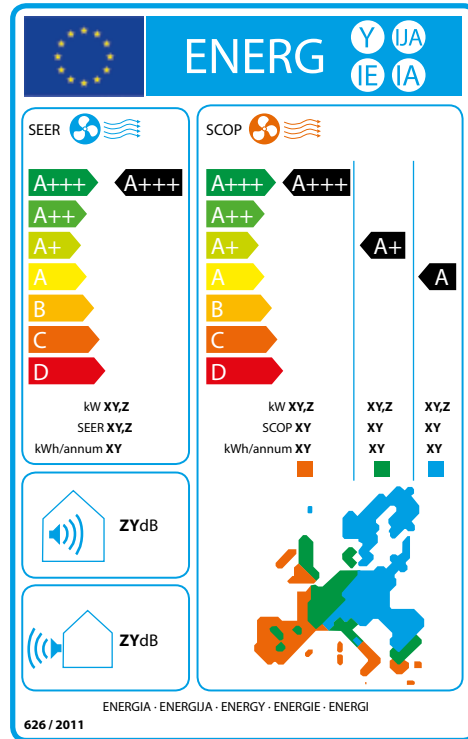 ENERG Y IJA
IE IA
SEER
A+++ A+++
A++
A+
A
B
C
D
kW XY,Z
SEER XY,Z
kWh/annum XY
SCOP
A+++ A+++
A++
A+ A+
A A
B
C
D
kW XY,Z XY,Z XY,Z
SCOP XY XY XY
kWh/annum XY XY XY
ZYdB
ZYdB
ENERGIA · ENERGIJA · ENERGY · ENERGIE · ENERGI
626 / 2011